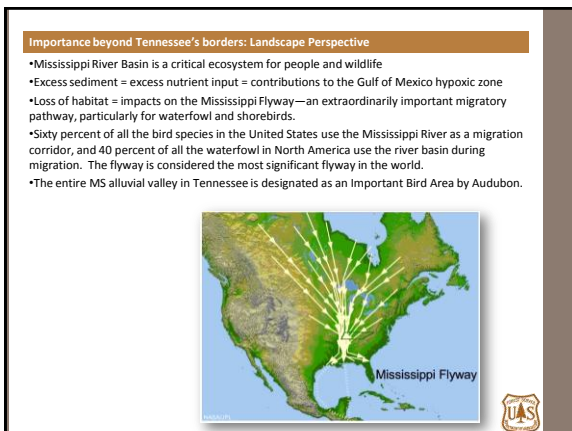 Importance beyond Tennessee's borders: Landscape Perspective
•Mississippi River Basin is a critical ecosystem for people and wildlife
•Excess sediment = excess nutrient input = contributions to the Gulf of Mexico hypoxic zone
•Loss of habitat = impacts on the Mississippi Flyway—an extraordinarily important migratory
pathway, particularly for waterfowl and shorebirds.
•Sixty percent of all the bird species in the United States use the Mississippi River as a migration
corridor, and 40 percent of all the waterfowl in North America use the river basin during
migration. The flyway is considered the most significant flyway in the world.
•The entire MS alluvial valley in Tennessee is designated as an Important Bird Area by Audubon.
Mississippi Flyway
NASA/JPL
FOREST SERVICE
UAS